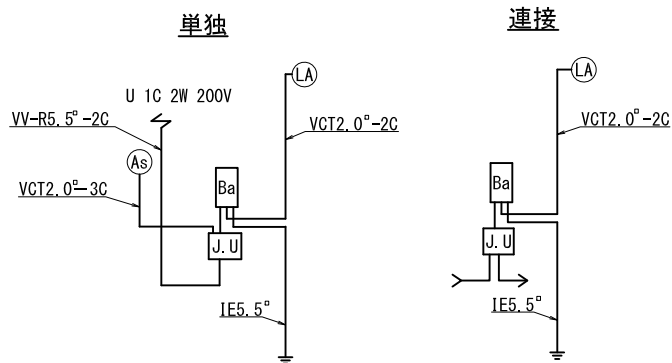 単独
連接
LA
LA
U 1C 2W 200V
VV-R5.5□-2C
VCT2.0□-2C
VCT2.0□-2C
As
VCT2.0□-3C
Ba
Ba
J.U
J.U
IE5.5□
IE5.5□